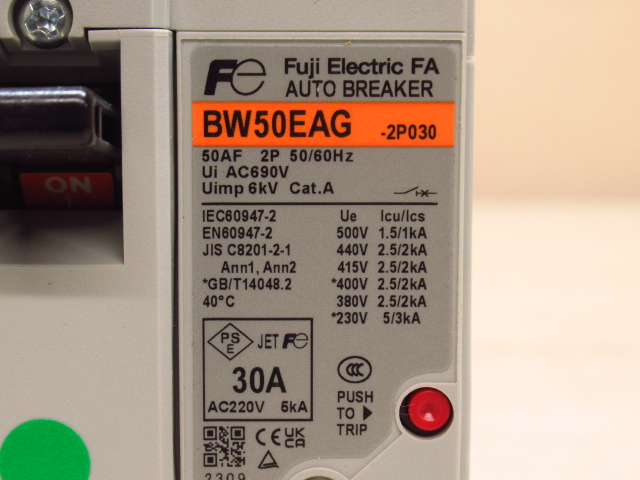 Fe Fuji Electric FA
AUTO BREAKER
BW50EAG -2P030
50AF 2P 50/60Hz
Ui AC690V
Uimp 6kV Cat.A
ON
IEC60947-2 Ue Icu/Ics
EN60947-2 500V 1.5/1kA
JIS C8201-2-1 440V 2.5/2kA
Ann1, Ann2 415V 2.5/2kA
*GB/T14048.2 *400V 2.5/2kA
40°C 380V 2.5/2kA
*230V 5/3kA
PS E JET Fe
30A
AC220V 5kA
CCC
PUSH
TO ▶
TRIP
CE UK CA
2309